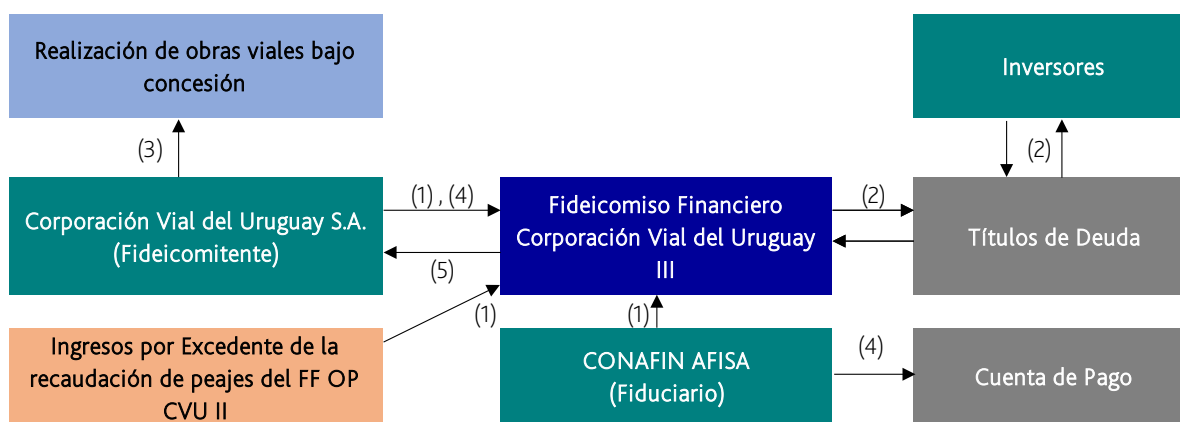 Realización de obras viales bajo
concesión
Inversores
(3)
(2)
Corporación Vial del Uruguay S.A.
(Fideicomitente)
(1) , (4)
Fideicomiso Financiero
Corporación Vial del Uruguay
III
(2)
Títulos de Deuda
(5)
(1)
(1)
Ingresos por Excedente de la
recaudación de peajes del FF OP
CVU II
CONAFIN AFISA
(Fiduciario)
(4)
Cuenta de Pago